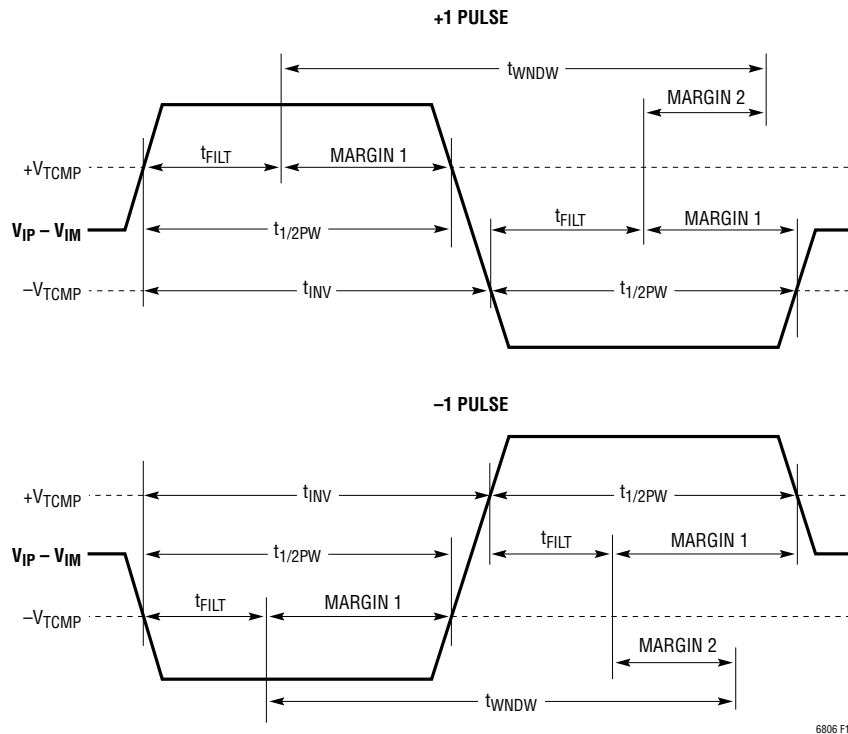 +1 PULSE
tWNDW
MARGIN 2
+VTCMP
tFILT
MARGIN 1
VIP – VIM
t1/2PW
tFILT
MARGIN 1
–VTCMP
tINV
t1/2PW
–1 PULSE
+VTCMP
tINV
t1/2PW
VIP – VIM
t1/2PW
tFILT
MARGIN 1
–VTCMP
tFILT
MARGIN 1
MARGIN 2
tWNDW